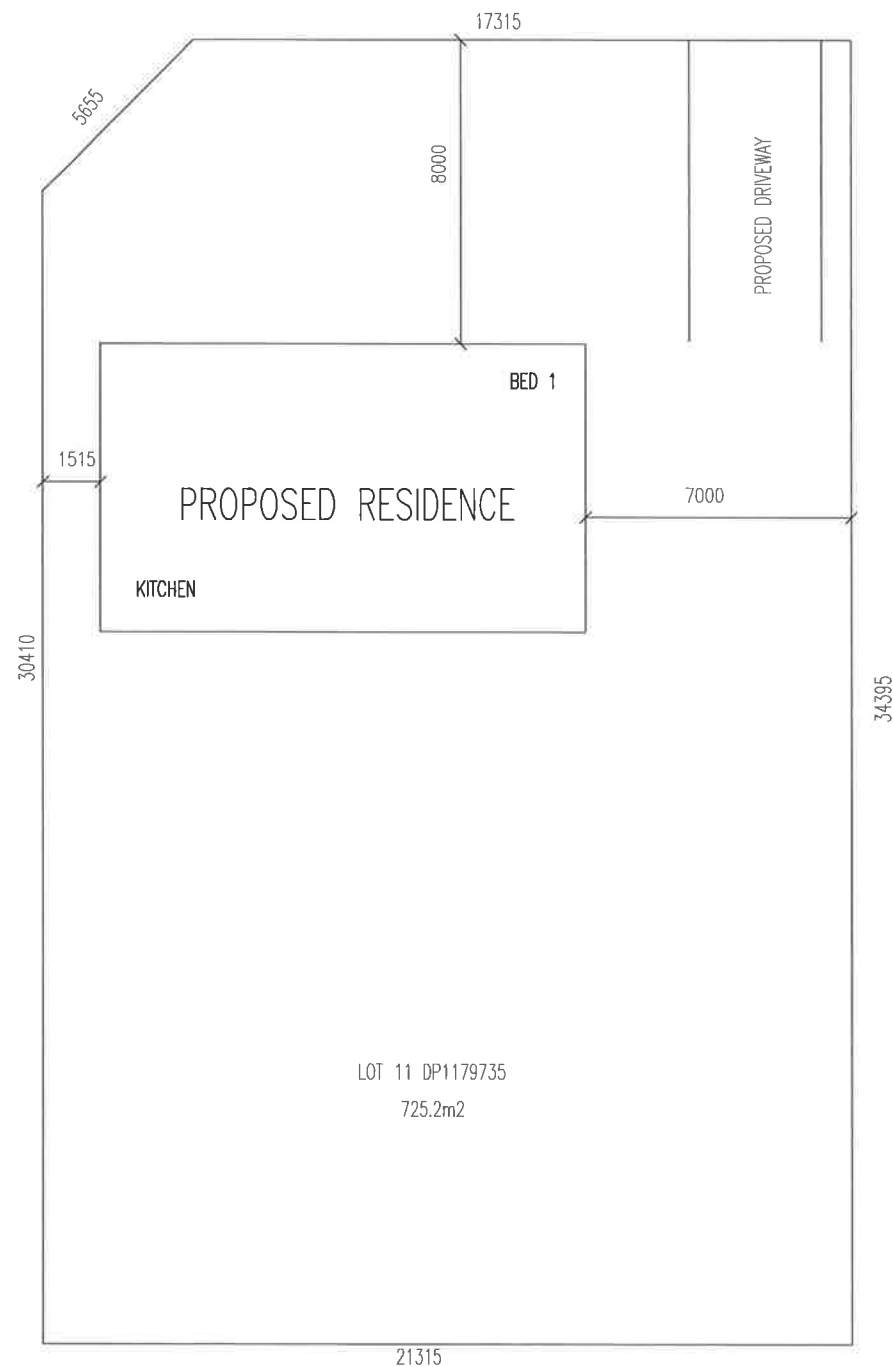 17315
5655
8000
PROPOSED DRIVEWAY
BED 1
1515
PROPOSED RESIDENCE
7000
KITCHEN
30410
34395
LOT 11 DP1179735
725.2m2
21315